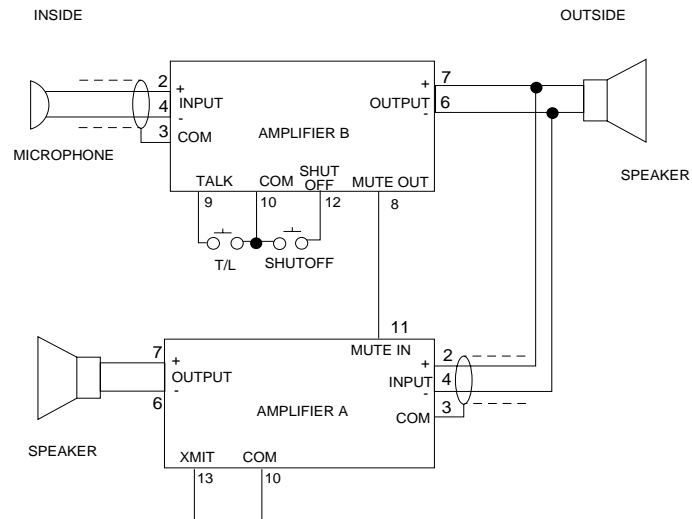 INSIDE
OUTSIDE
2
+
INPUT
4
-
3
COM
MICROPHONE
AMPLIFIER B
7
+
OUTPUT
6
-
SPEAKER
TALK
COM
SHUT
OFF
MUTE OUT
9
10
12
8
T/L
SHUTOFF
11
MUTE IN
7
+
OUTPUT
-
6
SPEAKER
AMPLIFIER A
2
+
INPUT
4
-
3
COM
XMIT
COM
13
10